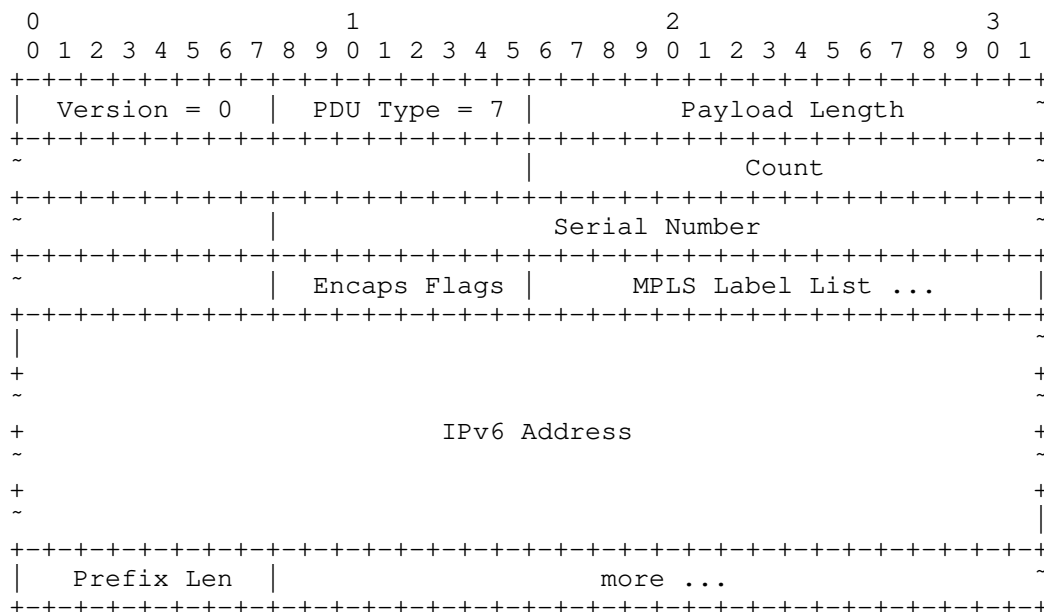 0                   1                   2                   3
 0 1 2 3 4 5 6 7 8 9 0 1 2 3 4 5 6 7 8 9 0 1 2 3 4 5 6 7 8 9 0 1
+-+-+-+-+-+-+-+-+-+-+-+-+-+-+-+-+-+-+-+-+-+-+-+-+-+-+-+-+-+-+-+-+
|  Version = 0  |  PDU Type = 7 |         Payload Length        ~
+-+-+-+-+-+-+-+-+-+-+-+-+-+-+-+-+-+-+-+-+-+-+-+-+-+-+-+-+-+-+-+-+
~                               |             Count             ~
+-+-+-+-+-+-+-+-+-+-+-+-+-+-+-+-+-+-+-+-+-+-+-+-+-+-+-+-+-+-+-+-+
~               |                 Serial Number                 ~
+-+-+-+-+-+-+-+-+-+-+-+-+-+-+-+-+-+-+-+-+-+-+-+-+-+-+-+-+-+-+-+-+
~               |  Encaps Flags |      MPLS Label List ...      |
+-+-+-+-+-+-+-+-+-+-+-+-+-+-+-+-+-+-+-+-+-+-+-+-+-+-+-+-+-+-+-+-+
|                                                               ~
+                                                               +
~                                                               ~
+                          IPv6 Address                         +
~                                                               ~
+                                                               +
~                                                               |
+-+-+-+-+-+-+-+-+-+-+-+-+-+-+-+-+-+-+-+-+-+-+-+-+-+-+-+-+-+-+-+-+
|   Prefix Len  |                    more ...                   ~
+-+-+-+-+-+-+-+-+-+-+-+-+-+-+-+-+-+-+-+-+-+-+-+-+-+-+-+-+-+-+-+-+